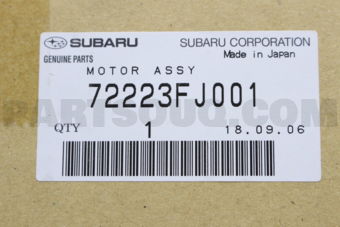 SUBARU
SUBARU CORPORATION
GENUINE PARTS
Made in Japan
MOTOR ASSY
72223FJ001
PARTSOUQ.COM
QTY 1 18.09.06